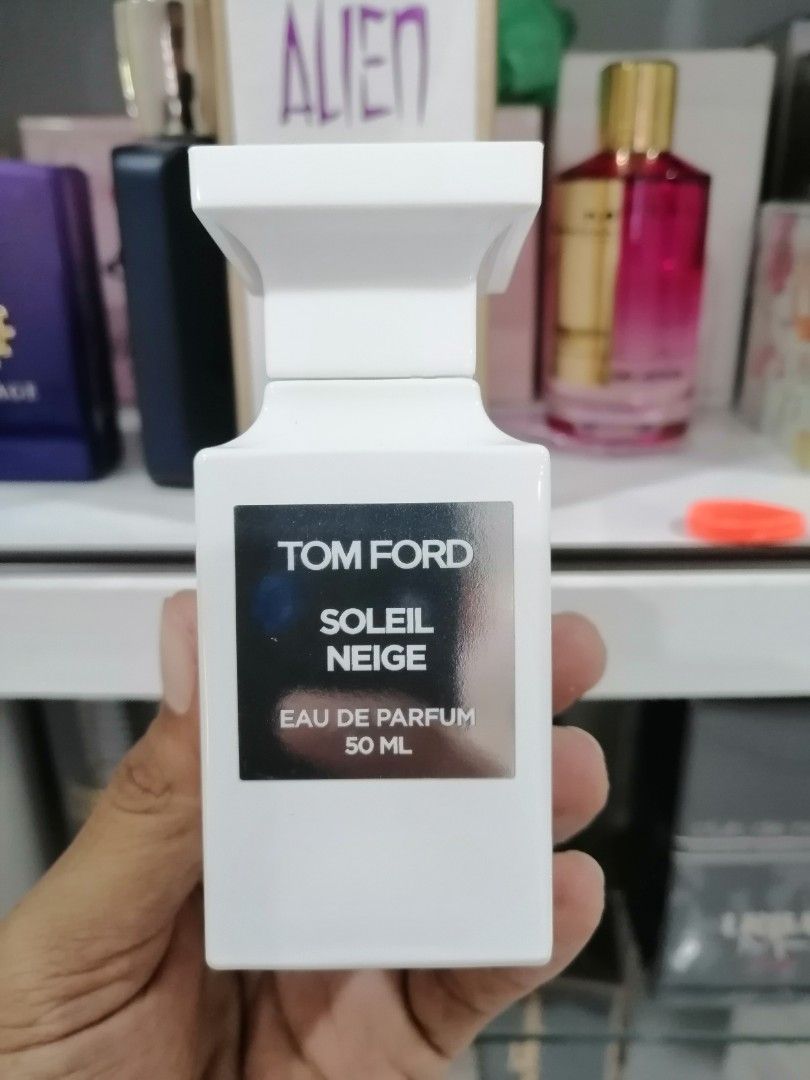 ALIEN
TOM FORD
SOLEIL
NEIGE
EAU DE PARFUM
50 ML